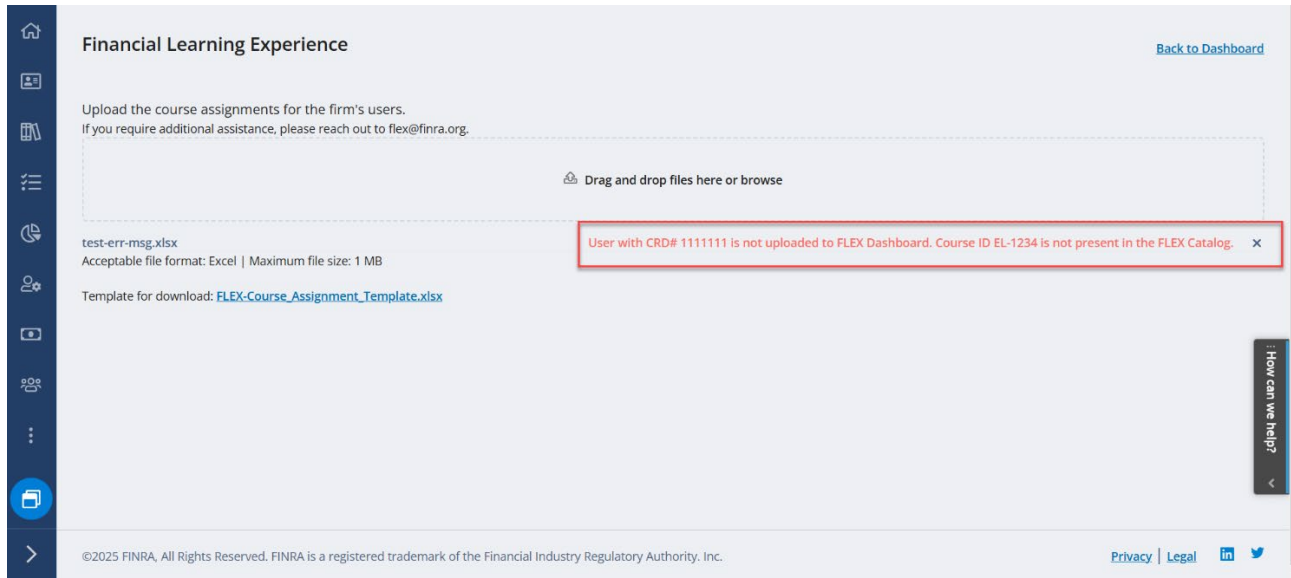 Financial Learning Experience
Back to Dashboard
Upload the course assignments for the firm's users.
If you require additional assistance, please reach out to flex@finra.org.
Drag and drop files here or browse
test-err-msg.xlsx
User with CRD# 1111111 is not uploaded to FLEX Dashboard. Course ID EL-1234 is not present in the FLEX Catalog.
Acceptable file format: Excel | Maximum file size: 1 MB
Template for download: FLEX-Course_Assignment_Template.xlsx
How can we help?
©2025 FINRA, All Rights Reserved. FINRA is a registered trademark of the Financial Industry Regulatory Authority. Inc.
Privacy | Legal